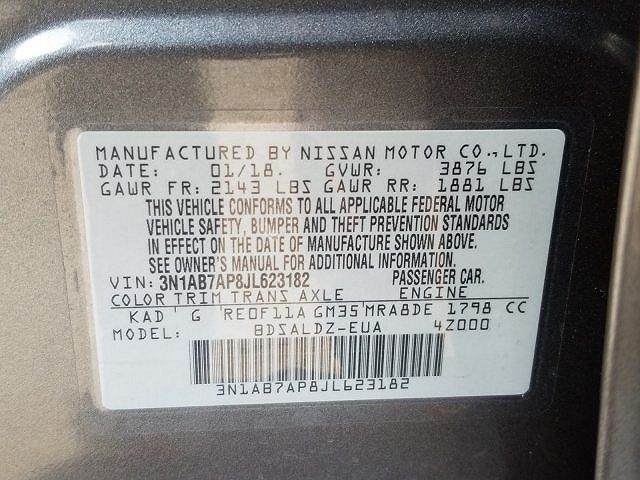 MANUFACTURED BY NISSAN MOTOR CO.,LTD.
DATE: 01/18. GVWR: 3876 LBS
GAWR FR: 2143 LBS GAWR RR: 1881 LBS
THIS VEHICLE CONFORMS TO ALL APPLICABLE FEDERAL MOTOR
VEHICLE SAFETY, BUMPER AND THEFT PREVENTION STANDARDS
IN EFFECT ON THE DATE OF MANUFACTURE SHOWN ABOVE.
SEE OWNER'S MANUAL FOR ADDITIONAL INFORMATION.
VIN: 3N1AB7AP8JL623182 PASSENGER CAR.
COLOR TRIM TRANS AXLE ENGINE
KAD G RE0F11A GM35 MRA8DE 1798 CC
MODEL: BDSALDZ-EUA 4Z000
3N1AB7AP8JL623182